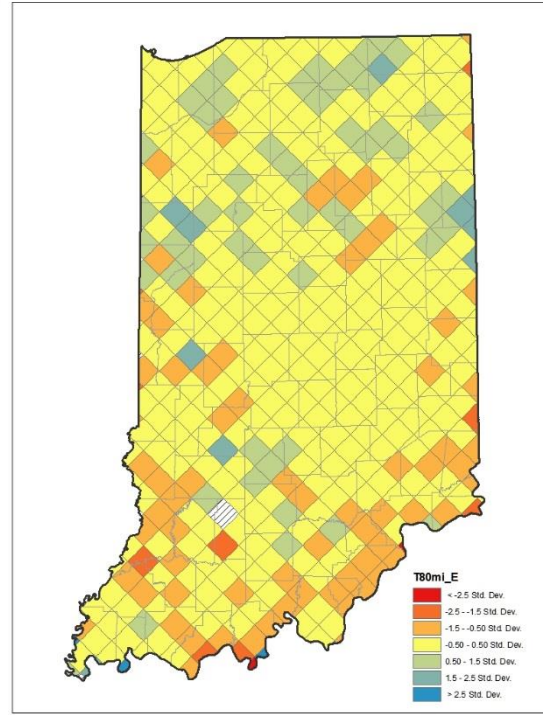 T80mi_E
< -2.5 Std. Dev.
-2.5 - -1.5 Std. Dev.
-1.5 - -0.50 Std. Dev.
-0.50 - 0.50 Std. Dev.
0.50 - 1.5 Std. Dev.
1.5 - 2.5 Std. Dev.
> 2.5 Std. Dev.